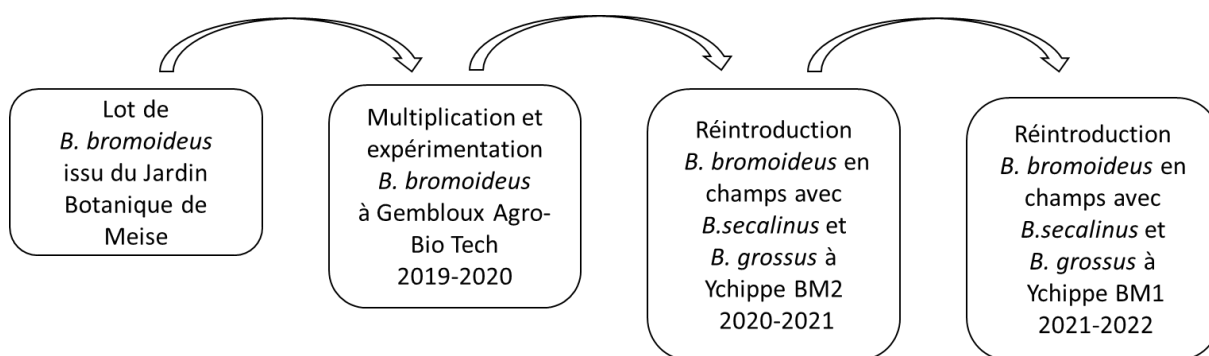 Lot de
B. bromoideus
issu du Jardin
Botanique de
Meise
Multiplication et
expérimentation
B. bromoideus
à Gembloux Agro-
Bio Tech
2019-2020
Réintroduction
B. bromoideus en
champs avec
B.secalinus et
B. grossus à
Ychippe BM2
2020-2021
Réintroduction
B. bromoideus en
champs avec
B.secalinus et
B. grossus à
Ychippe BM1
2021-2022